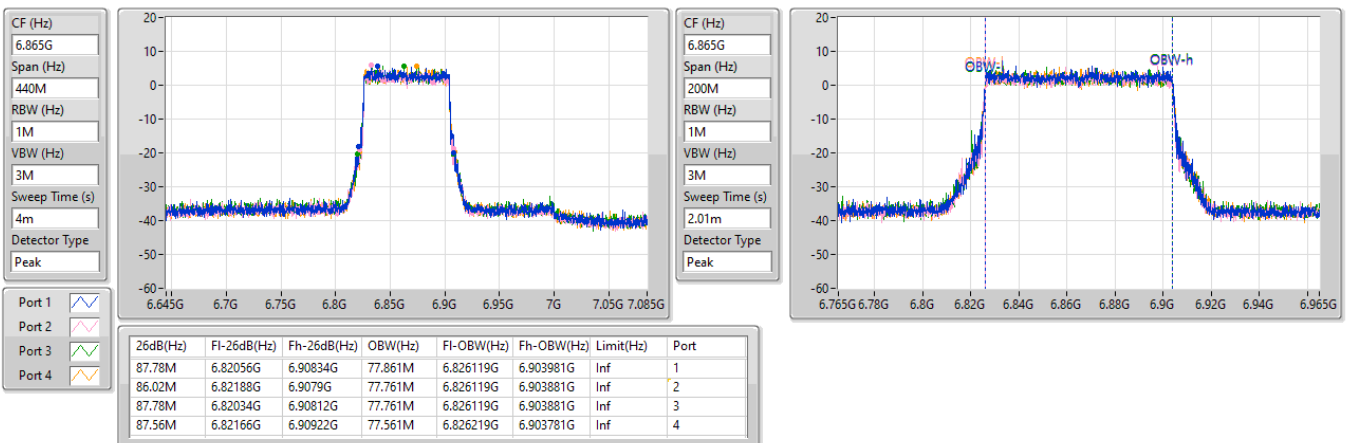 CF (Hz)
6.865G
Span (Hz)
440M
RBW (Hz)
1M
VBW (Hz)
3M
Sweep Time (s)
4m
Detector Type
Peak
20
10
0
-10
-20
-30
-40
-50
-60
6.645G 6.7G 6.75G 6.8G 6.85G 6.9G 6.95G 7G 7.05G 7.085G
CF (Hz)
6.865G
Span (Hz)
200M
RBW (Hz)
1M
VBW (Hz)
3M
Sweep Time (s)
2.01m
Detector Type
Peak
20
10
0
-10
-20
-30
-40
-50
-60
OBW-l OBW-h
6.765G 6.78G 6.8G 6.82G 6.84G 6.86G 6.88G 6.9G 6.92G 6.94G 6.965G
Port 1
Port 2
Port 3
Port 4
26dB(Hz) Fl-26dB(Hz) Fh-26dB(Hz) OBW(Hz) Fl-OBW(Hz) Fh-OBW(Hz) Limit(Hz) Port
87.78M 6.82056G 6.90834G 77.861M 6.826119G 6.903981G Inf 1
86.02M 6.82188G 6.9079G 77.761M 6.826119G 6.903881G Inf 2
87.78M 6.82034G 6.90812G 77.761M 6.826119G 6.903881G Inf 3
87.56M 6.82166G 6.90922G 77.561M 6.826219G 6.903781G Inf 4